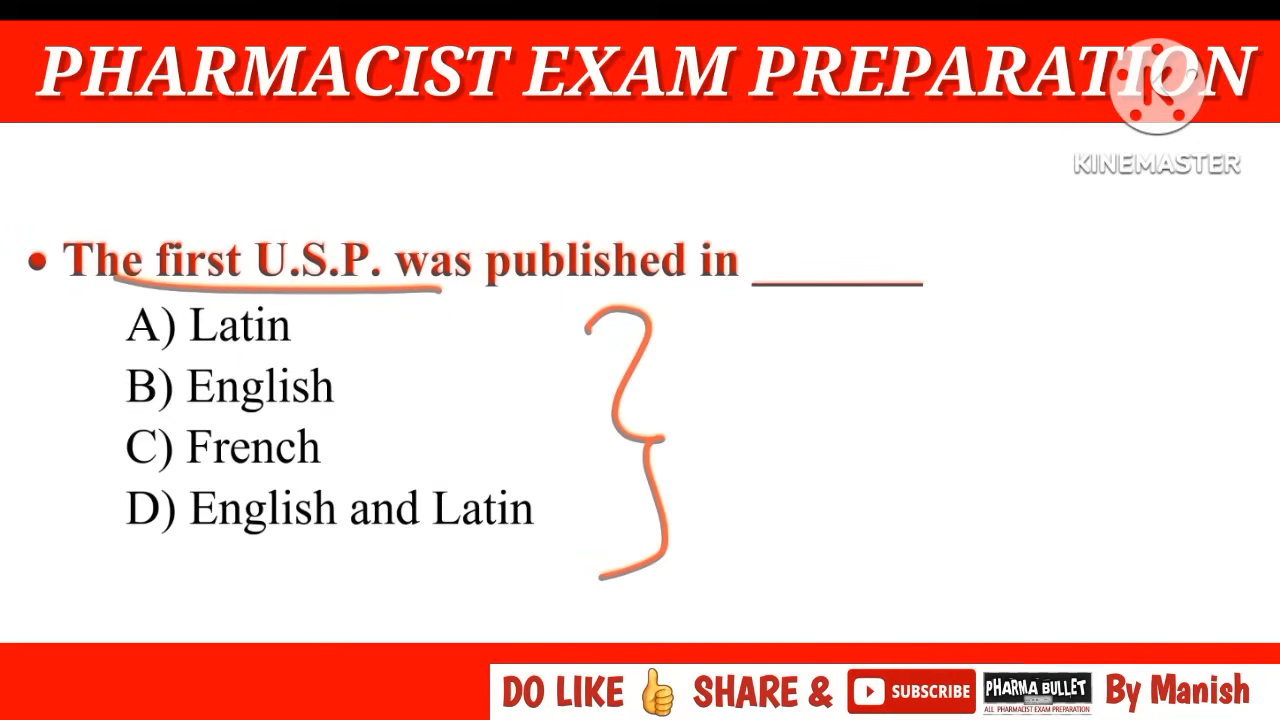 PHARMACIST EXAM PREPARATION
KINEMASTER
• The first U.S.P. was published in _______
A) Latin
B) English
C) French
D) English and Latin
DO LIKE 👍 SHARE & SUBSCRIBE PHARMA BULLET By Manish
ALL PHARMACIST EXAM PREPARATION